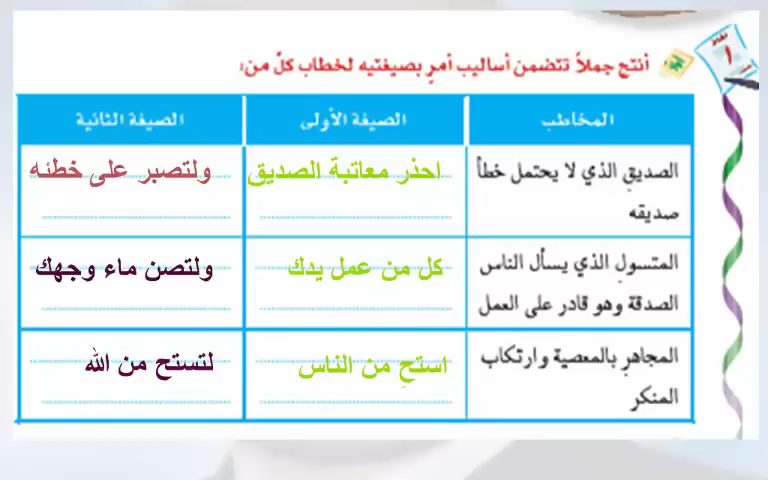 أنتج جملاً تتضمن أساليب أمرٍ بصيغتيه لخطاب كلٍّ من:
المخاطب الصيغة الأولى الصيغة الثانية
الصديقِ الذي لا يحتمل خطأ صديقه احذر معاتبة الصديق ولتصبر على خطئه
المتسولِ الذي يسأل الناس الصدقة وهو قادر على العمل كل من عمل يدك ولتصن ماء وجهك
المجاهرِ بالمعصية وارتكاب المنكر استحِ من الناس لتستح من الله